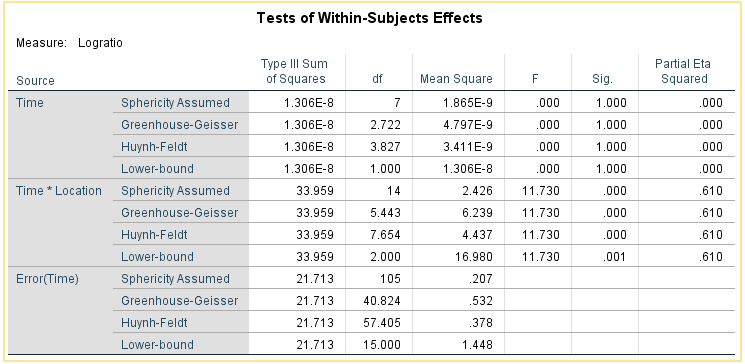 Tests of Within-Subjects Effects
Measure: Logratio
Source Type III Sum of Squares df Mean Square F Sig. Partial Eta Squared
Time Sphericity Assumed 1.306E-8 7 1.865E-9 .000 1.000 .000
Greenhouse-Geisser 1.306E-8 2.722 4.797E-9 .000 1.000 .000
Huynh-Feldt 1.306E-8 3.827 3.411E-9 .000 1.000 .000
Lower-bound 1.306E-8 1.000 1.306E-8 .000 1.000 .000
Time * Location Sphericity Assumed 33.959 14 2.426 11.730 .000 .610
Greenhouse-Geisser 33.959 5.443 6.239 11.730 .000 .610
Huynh-Feldt 33.959 7.654 4.437 11.730 .000 .610
Lower-bound 33.959 2.000 16.980 11.730 .001 .610
Error(Time) Sphericity Assumed 21.713 105 .207
Greenhouse-Geisser 21.713 40.824 .532
Huynh-Feldt 21.713 57.405 .378
Lower-bound 21.713 15.000 1.448